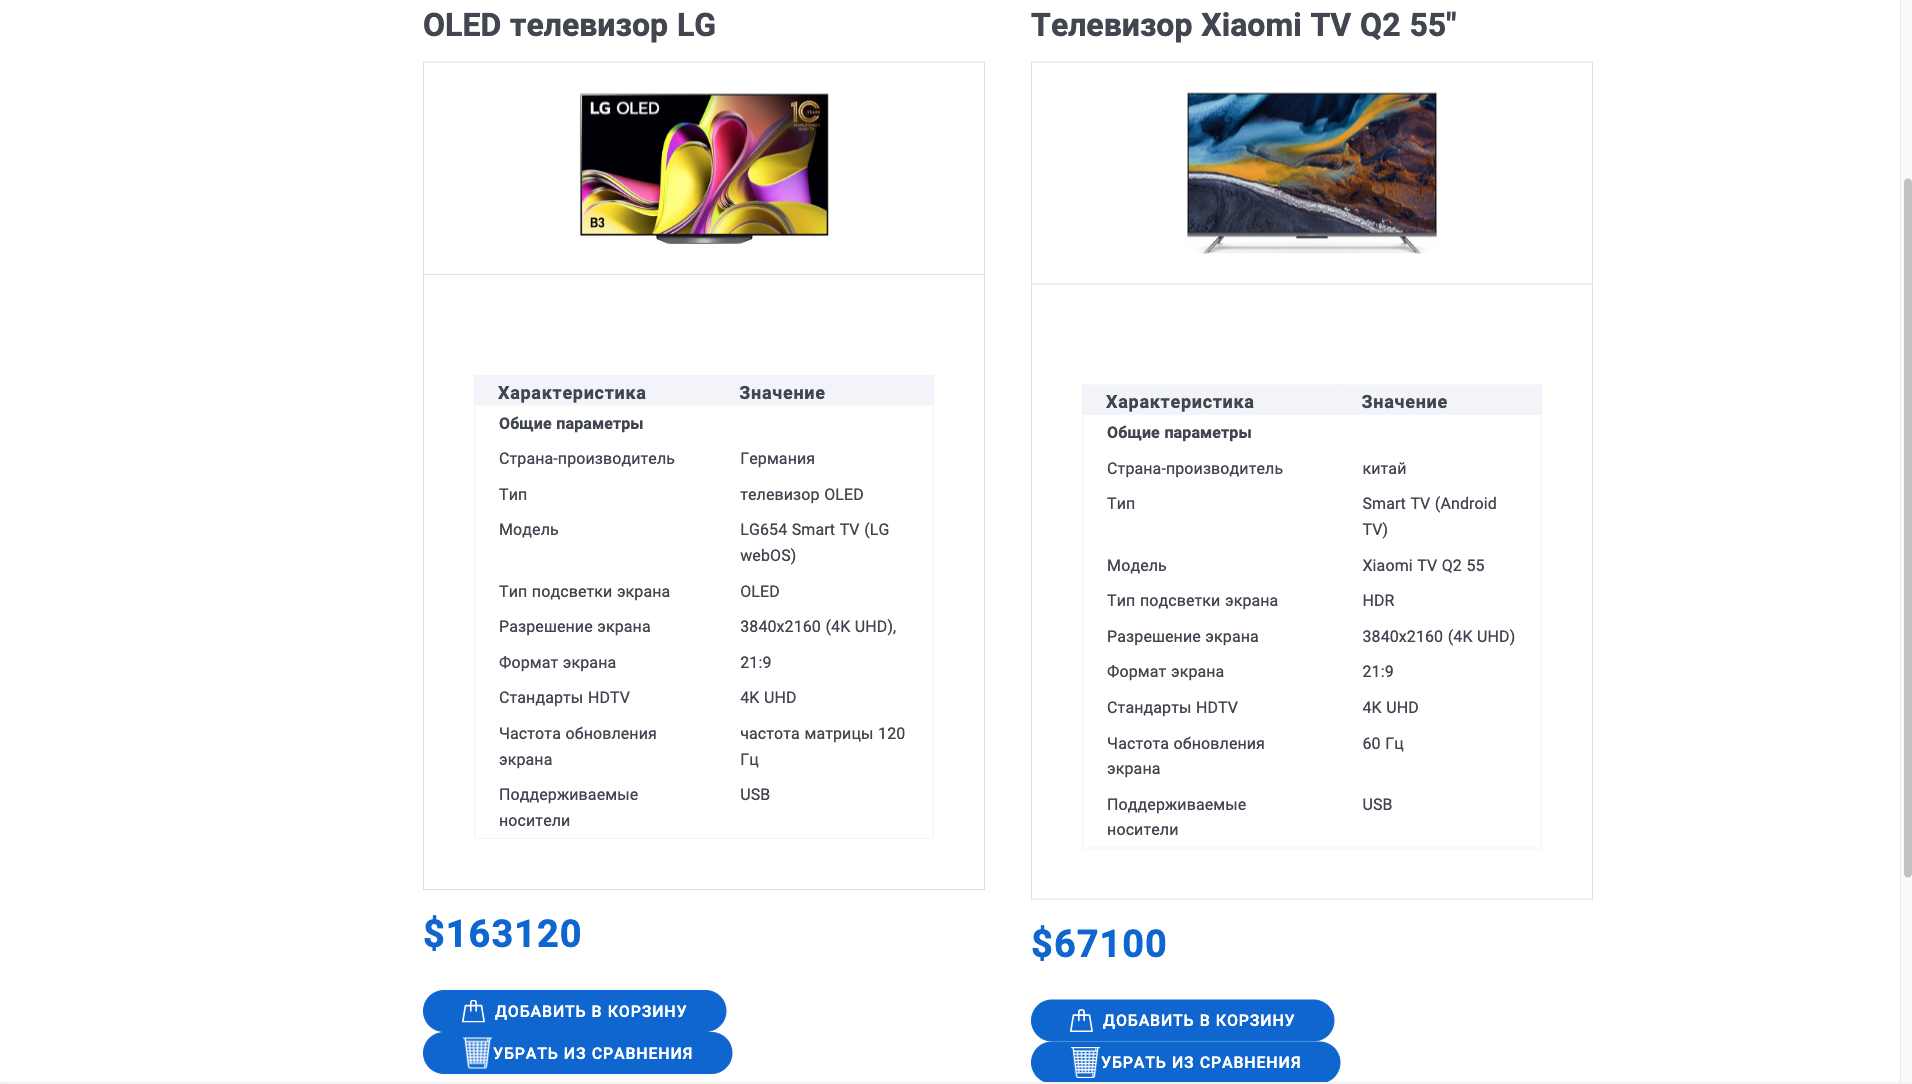 OLED телевизор LG
LG OLED
10
YEARS
B3
Характеристика Значение
Общие параметры
Страна-производитель Германия
Тип телевизор OLED
Модель LG654 Smart TV (LG
webOS)
Тип подсветки экрана OLED
Разрешение экрана 3840x2160 (4K UHD),
Формат экрана 21:9
Стандарты HDTV 4K UHD
Частота обновления частота матрицы 120
экрана Гц
Поддерживаемые USB
носители
$163120
ДОБАВИТЬ В КОРЗИНУ
УБРАТЬ ИЗ СРАВНЕНИЯ
Телевизор Xiaomi TV Q2 55"
Характеристика Значение
Общие параметры
Страна-производитель китай
Тип Smart TV (Android
TV)
Модель Xiaomi TV Q2 55
Тип подсветки экрана HDR
Разрешение экрана 3840x2160 (4K UHD)
Формат экрана 21:9
Стандарты HDTV 4K UHD
Частота обновления 60 Гц
экрана
Поддерживаемые USB
носители
$67100
ДОБАВИТЬ В КОРЗИНУ
УБРАТЬ ИЗ СРАВНЕНИЯ